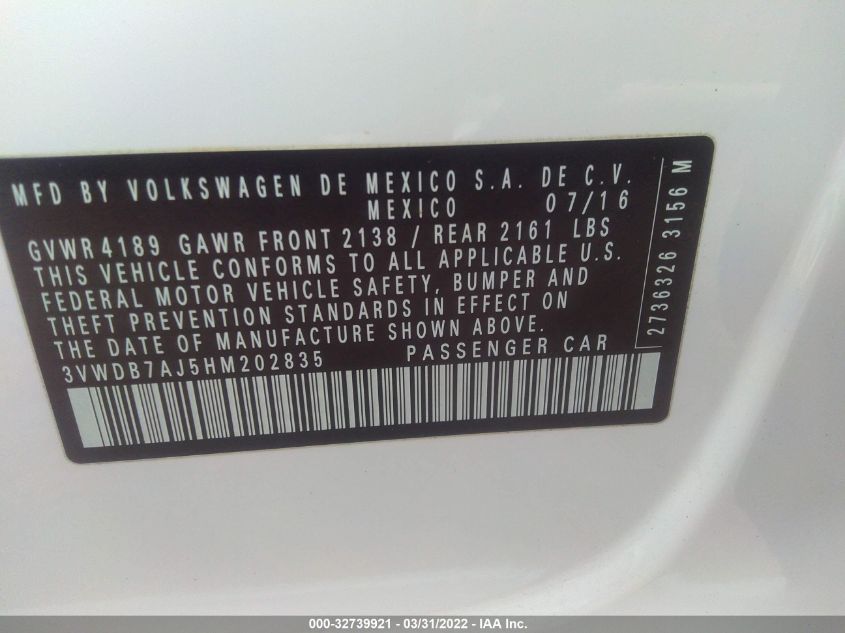 MFD BY VOLKSWAGEN DE MEXICO S.A. DE C.V.
MEXICO 07/16
GVWR 4189 GAWR FRONT 2138 / REAR 2161 LBS
THIS VEHICLE CONFORMS TO ALL APPLICABLE U.S.
FEDERAL MOTOR VEHICLE SAFETY, BUMPER AND
THEFT PREVENTION STANDARDS IN EFFECT ON
THE DATE OF MANUFACTURE SHOWN ABOVE.
3VWDB7AJ5HM202835 PASSENGER CAR
2736326 3156 M
000-32739921 - 03/31/2022 - IAA Inc.